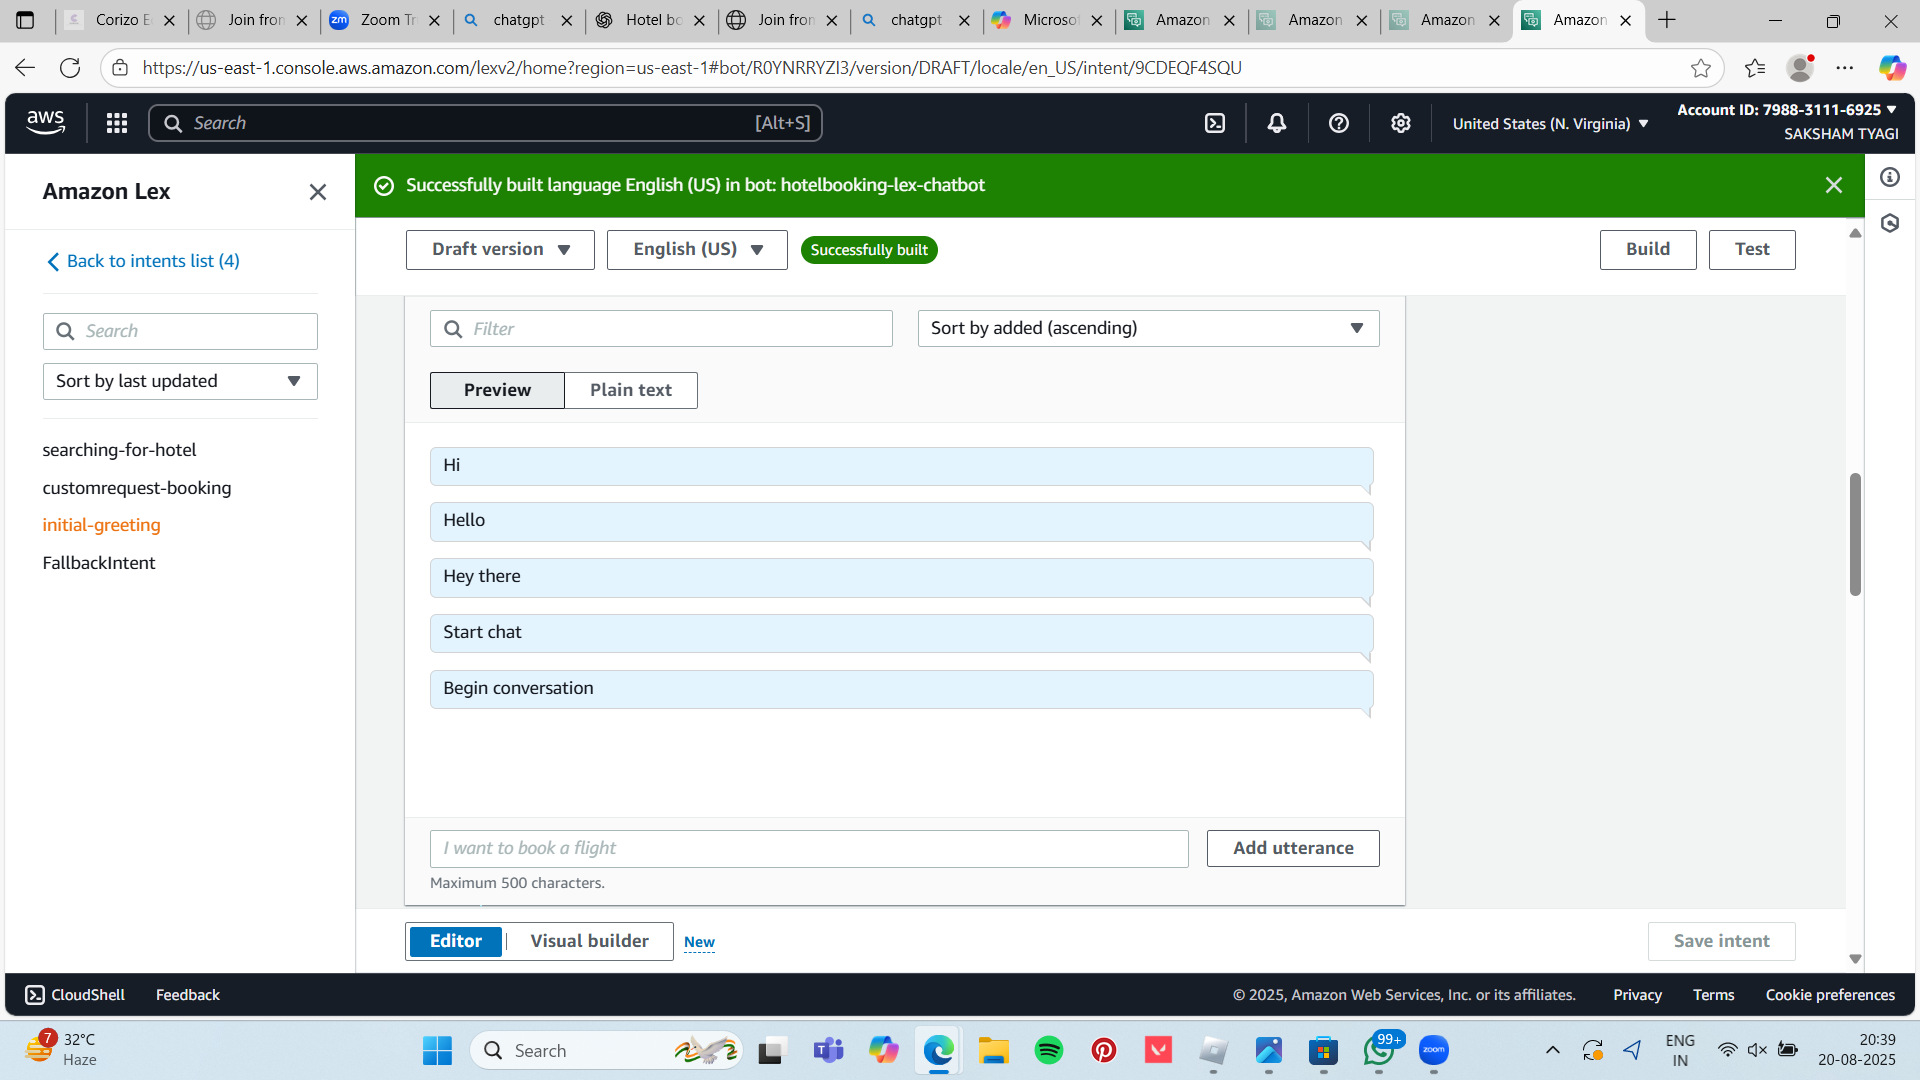 Corizo E
Join fron
Zoom Tr
chatgpt
Hotel bo
Join fron
chatgpt
Microsof
Amazon
Amazon
Amazon
Amazon
https://us-east-1.console.aws.amazon.com/lexv2/home?region=us-east-1#bot/R0YNRRYZI3/version/DRAFT/locale/en_US/intent/9CDEQF4SQU
aws
Search
[Alt+S]
United States (N. Virginia)
Account ID: 7988-3111-6925
SAKSHAM TYAGI
Amazon Lex
Successfully built language English (US) in bot: hotelbooking-lex-chatbot
Back to intents list (4)
Draft version
English (US)
Successfully built
Build
Test
Search
Sort by last updated
searching-for-hotel
customrequest-booking
initial-greeting
FallbackIntent
Filter
Sort by added (ascending)
Preview
Plain text
Hi
Hello
Hey there
Start chat
Begin conversation
I want to book a flight
Add utterance
Maximum 500 characters.
Editor
Visual builder
New
Save intent
CloudShell
Feedback
© 2025, Amazon Web Services, Inc. or its affiliates.
Privacy
Terms
Cookie preferences
7
32°C
Haze
Search
99+
zoom
ENG
IN
20:39
20-08-2025